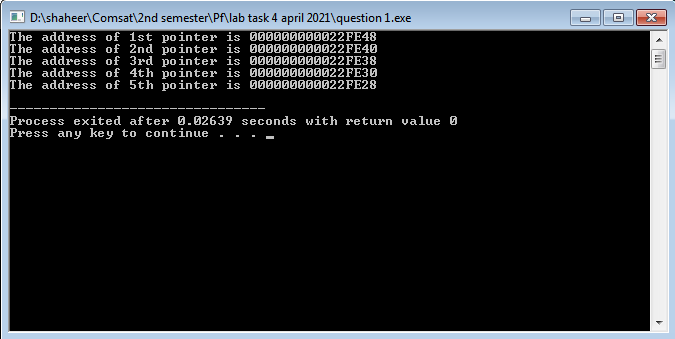 D:\shaheer\Comsat\2nd semester\Pf\lab task 4 april 2021\question 1.exe
The address of 1st pointer is 000000000022FE48
The address of 2nd pointer is 000000000022FE40
The address of 3rd pointer is 000000000022FE38
The address of 4th pointer is 000000000022FE30
The address of 5th pointer is 000000000022FE28
--------------------------------
Process exited after 0.02639 seconds with return value 0
Press any key to continue . . . _